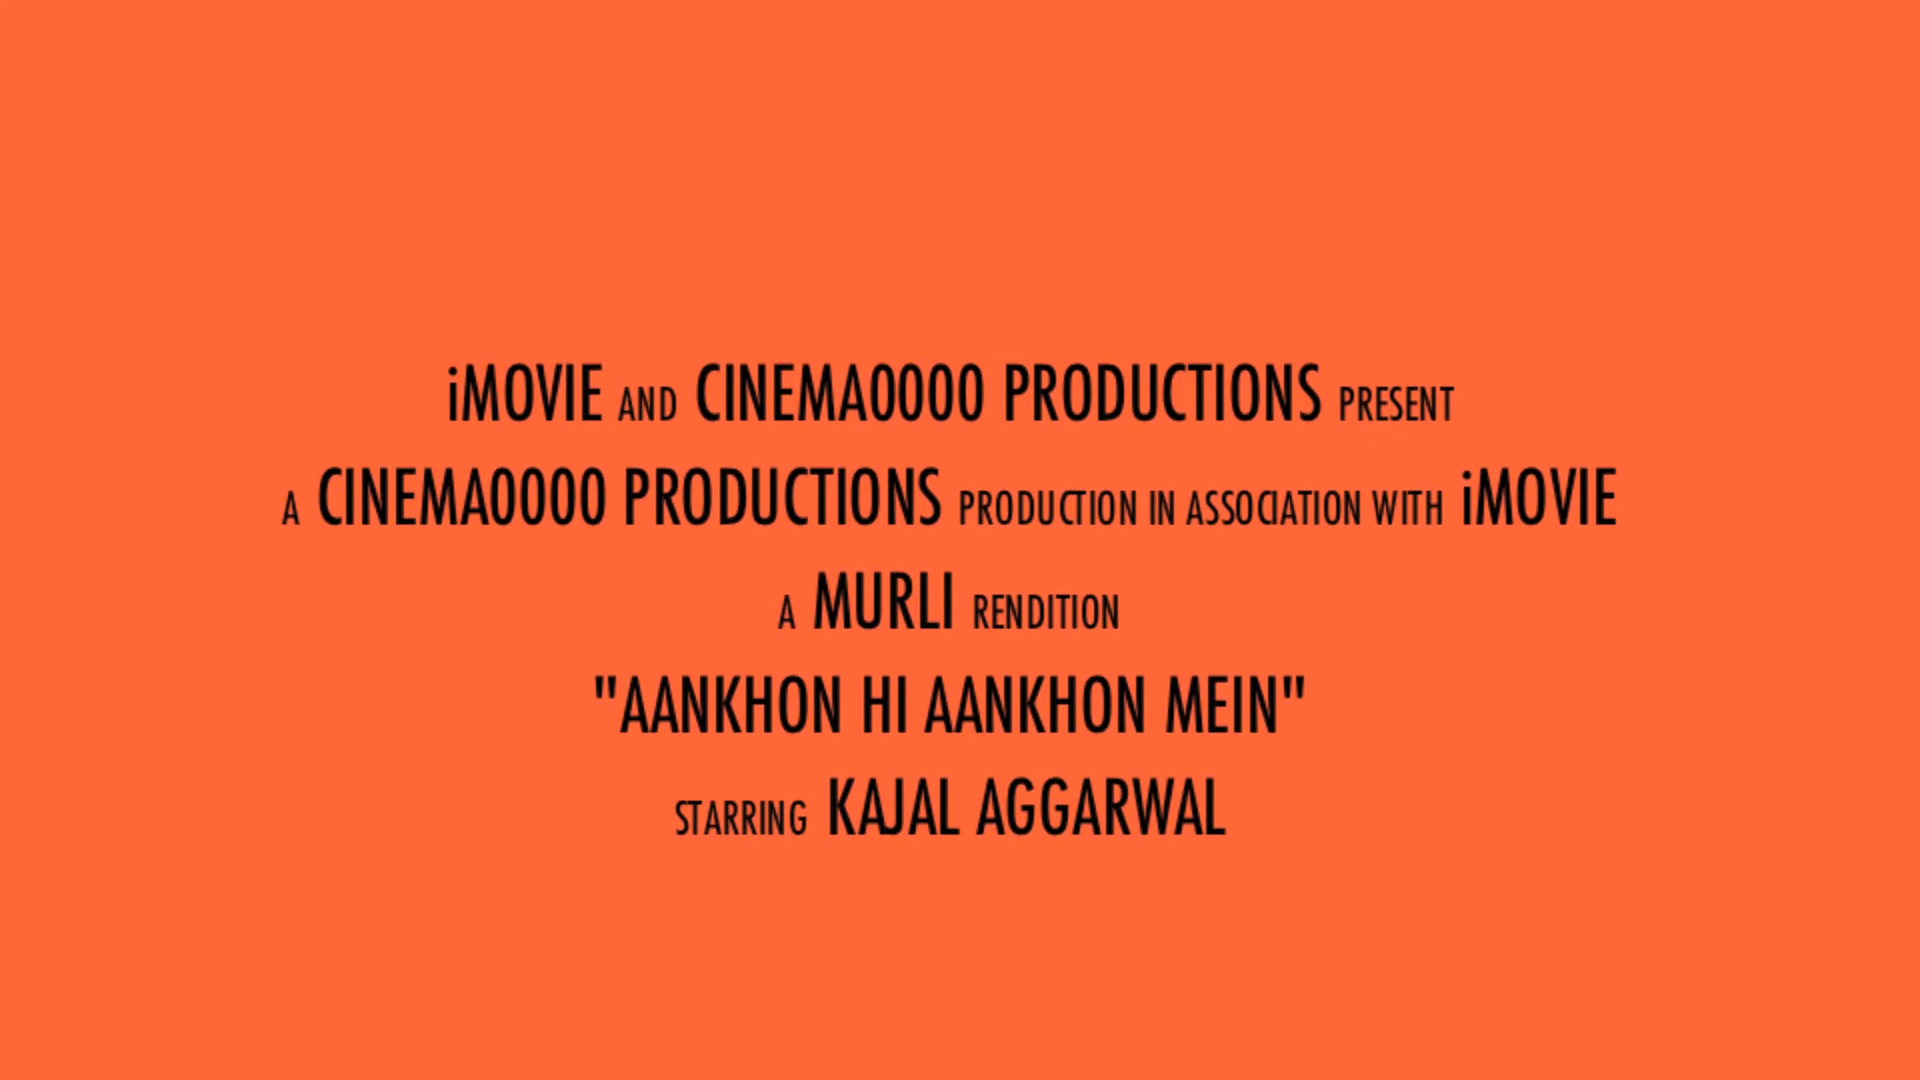 iMOVIE AND CINEMA0000 PRODUCTIONS PRESENT
A CINEMA0000 PRODUCTIONS PRODUCTION IN ASSOCIATION WITH iMOVIE
A MURLI RENDITION
"AANKHON HI AANKHON MEIN"
STARRING KAJAL AGGARWAL